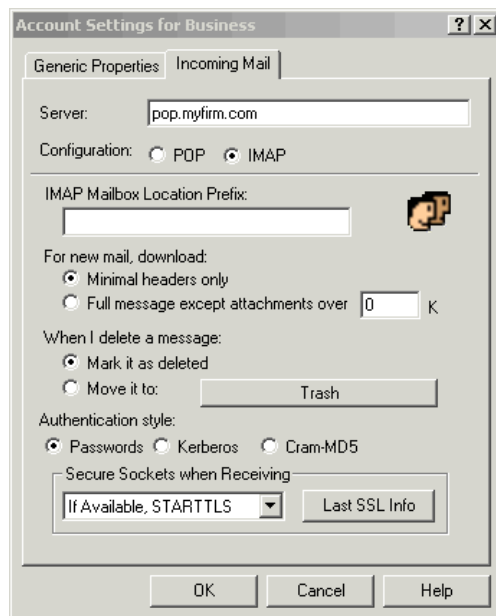 Account Settings for Business
Generic Properties Incoming Mail
Server: pop.myfirm.com
Configuration: POP IMAP
IMAP Mailbox Location Prefix:
For new mail, download:
Minimal headers only
Full message except attachments over 0 K
When I delete a message:
Mark it as deleted
Move it to: Trash
Authentication style:
Passwords Kerberos Cram-MD5
Secure Sockets when Receiving
If Available, STARTTLS Last SSL Info
OK Cancel Help